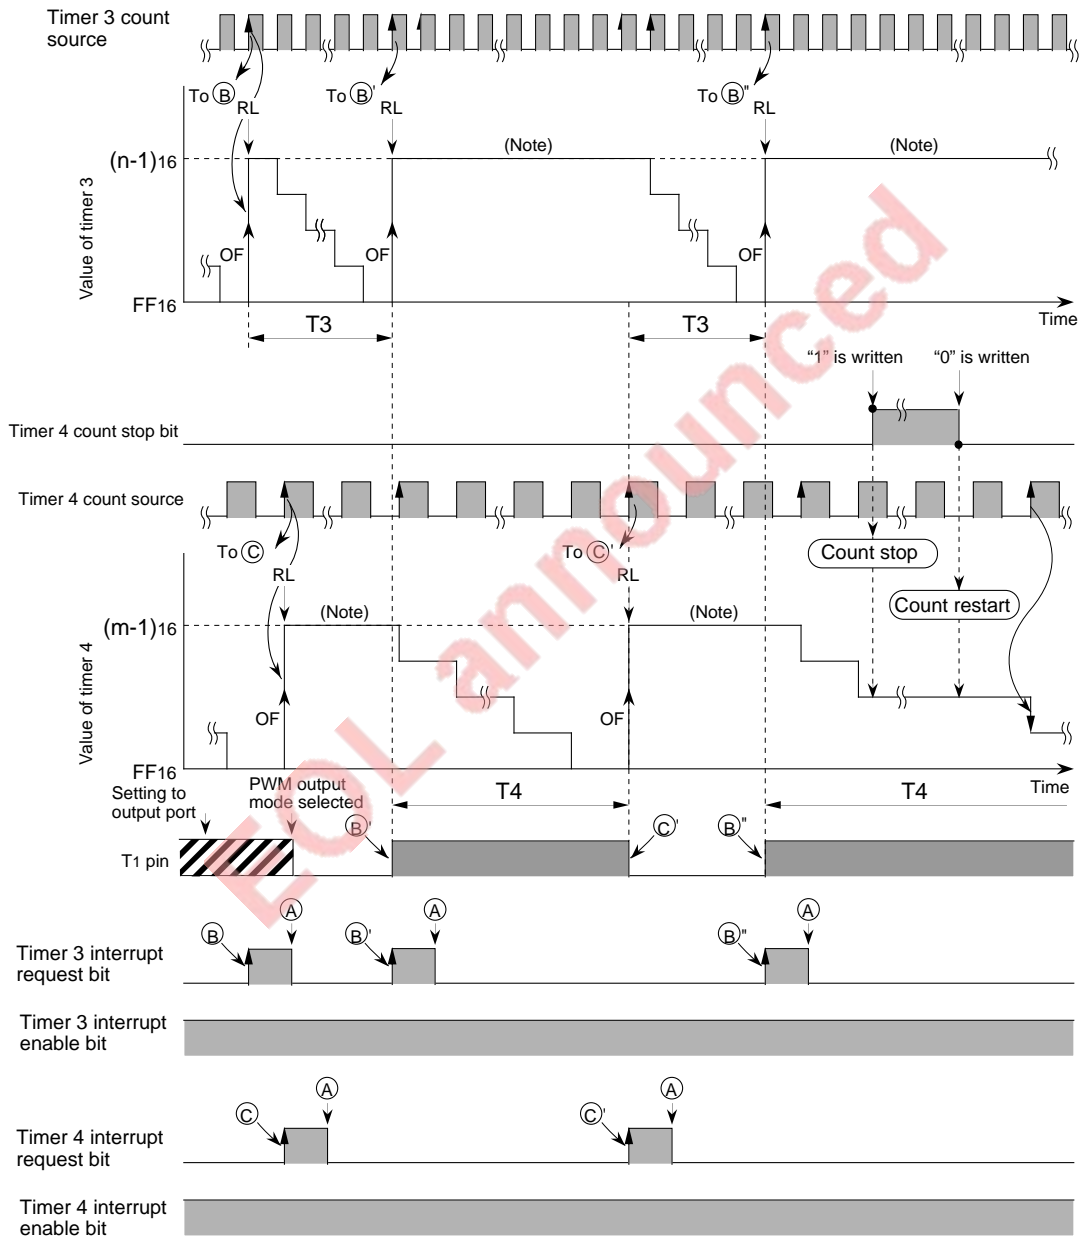 Timer 3 count
source
To B
To B'
To B"
RL
RL
RL
(n-1)16
(Note)
(Note)
Value of timer 3
OF
OF
OF
FF16
Time
T3
T3
“1” is written
“0” is written
Timer 4 count stop bit
Timer 4 count source
To C
To C'
Count stop
RL
RL
Count restart
(m-1)16
(Note)
(Note)
Value of timer 4
OF
OF
FF16
Time
Setting to
output port
PWM output
mode selected
T4
T4
B'
C'
B"
T1 pin
A
A
A
B
B'
B"
Timer 3 interrupt
request bit
Timer 3 interrupt
enable bit
A
A
C
C'
Timer 4 interrupt
request bit
Timer 4 interrupt
enable bit
EOL announced